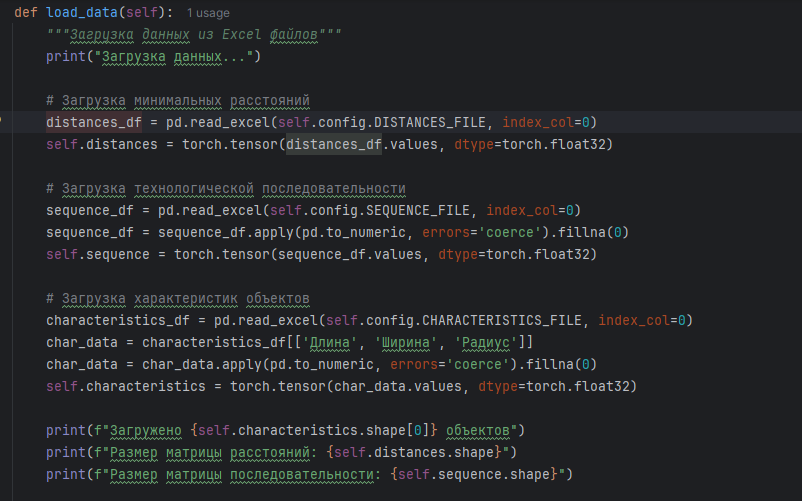 def load_data(self): 1 usage
"""Загрузка данных из Excel файлов"""
print("Загрузка данных...")
# Загрузка минимальных расстояний
distances_df = pd.read_excel(self.config.DISTANCES_FILE, index_col=0)
self.distances = torch.tensor(distances_df.values, dtype=torch.float32)
# Загрузка технологической последовательности
sequence_df = pd.read_excel(self.config.SEQUENCE_FILE, index_col=0)
sequence_df = sequence_df.apply(pd.to_numeric, errors='coerce').fillna(0)
self.sequence = torch.tensor(sequence_df.values, dtype=torch.float32)
# Загрузка характеристик объектов
characteristics_df = pd.read_excel(self.config.CHARACTERISTICS_FILE, index_col=0)
char_data = characteristics_df[['Длина', 'Ширина', 'Радиус']]
char_data = char_data.apply(pd.to_numeric, errors='coerce').fillna(0)
self.characteristics = torch.tensor(char_data.values, dtype=torch.float32)
print(f"Загружено {self.characteristics.shape[0]} объектов")
print(f"Размер матрицы расстояний: {self.distances.shape}")
print(f"Размер матрицы последовательности: {self.sequence.shape}")